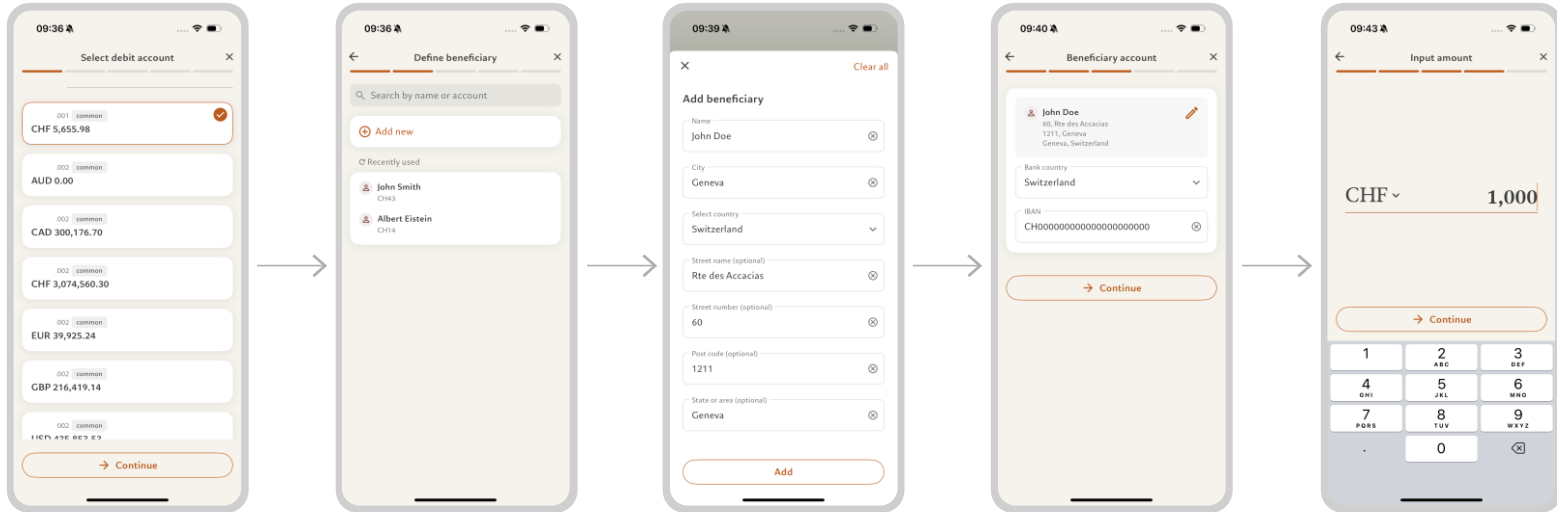 09:36
Select debit account
.001 common
CHF 5,655.98
.002 common
AUD 0.00
.002 common
CAD 300,176.70
.002 common
CHF 3,074,560.30
.002 common
EUR 39,925.24
.002 common
GBP 216,419.14
002 common
USD 435,853.53
Continue
09:36
Define beneficiary
Search by name or account
Add new
Recently used
John Smith
CH43
Albert Eistein
CH14
09:39
Clear all
Add beneficiary
Name
John Doe
City
Geneva
Select country
Switzerland
Street name (optional)
Rte des Accacias
Street number (optional)
60
Post code (optional)
1211
State or area (optional)
Geneva
Add
09:40
Beneficiary account
John Doe
60, Rte des Accacias
1211, Geneva
Geneva, Switzerland
Bank country
Switzerland
IBAN
CH0000000000000000000
Continue
09:43
Input amount
CHF 1,000
Continue
1 2 3
ABC DEF
4 5 6
GHI JKL MNO
7 8 9
PQRS TUV WXYZ
. 0